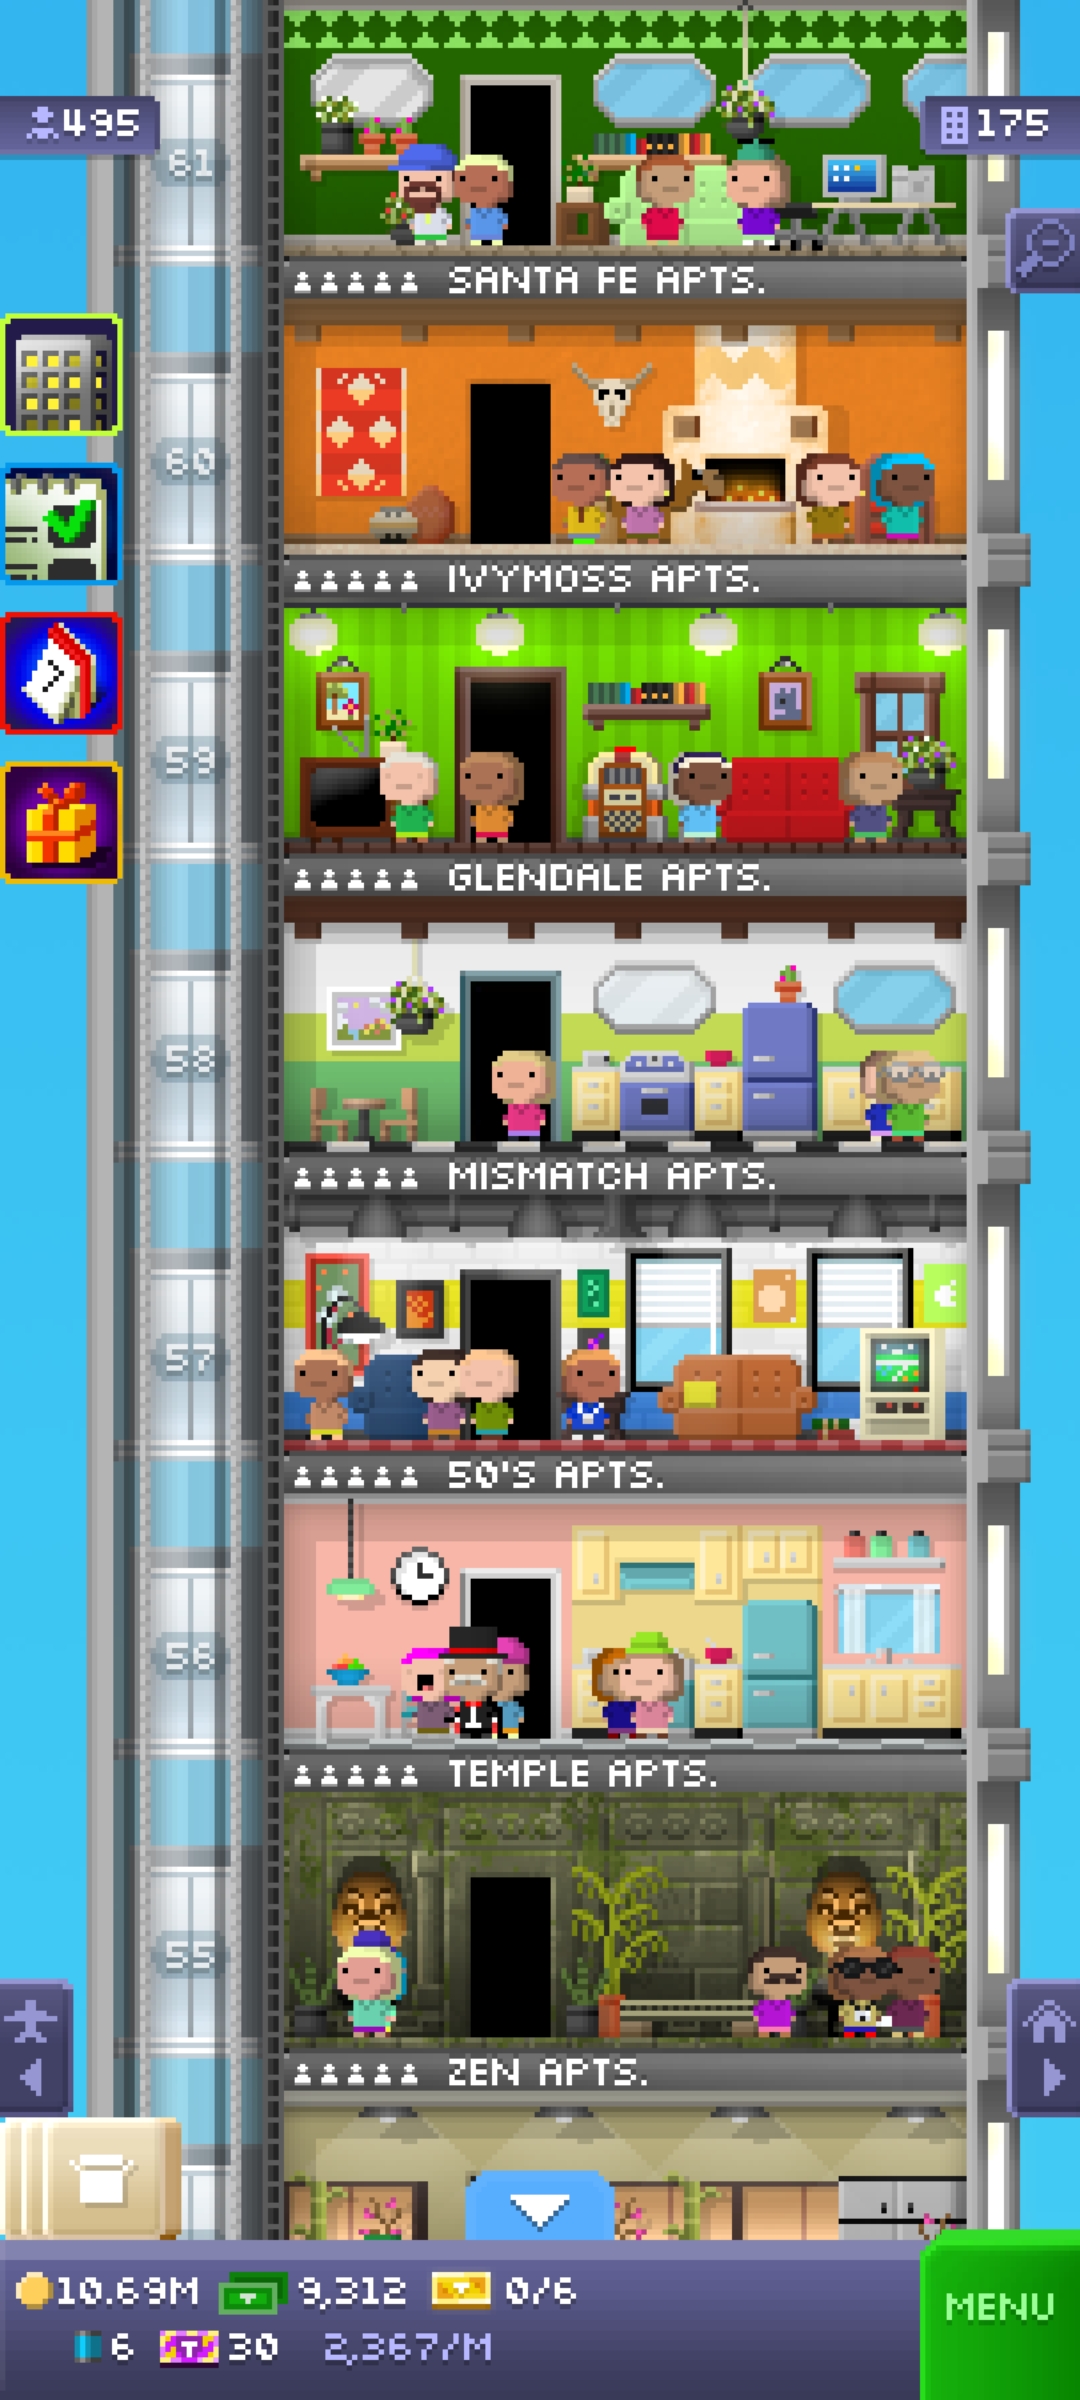 495
175
61
SANTA FE APTS.
60
IVYMOSS APTS.
59
GLENDALE APTS.
58
MISMATCH APTS.
57
50'S APTS.
56
TEMPLE APTS.
55
ZEN APTS.
10.69M 9,312 0/6
6 30 2,367/M
MENU